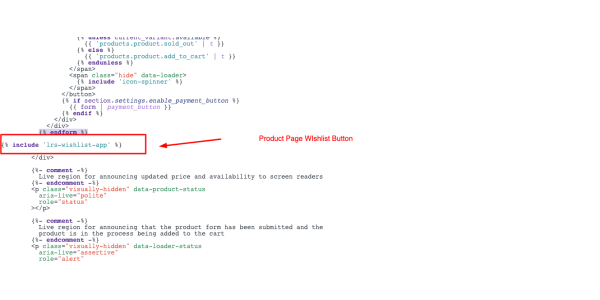 {% unless current_variant.available %}
{{ 'products.product.sold_out' | t }}
{% else %}
{{ 'products.product.add_to_cart' | t }}
{% endunless %}
</span>
<span class="hide" data-loader>
{% include 'icon-spinner' %}
</span>
</button>
{% if section.settings.enable_payment_button %}
{{ form | payment_button }}
{% endif %}
</div>
</div>
{% endform %}
{% include 'lrs-wishlist-app' %}
Product Page WIshlist Button
</div>
{%- comment -%}
Live region for announcing updated price and availability to screen readers
{%- endcomment -%}
<p class="visually-hidden" data-product-status
aria-live="polite"
role="status"
></p>
{%- comment -%}
Live region for announcing that the product form has been submitted and the
product is in the process being added to the cart
{%- endcomment -%}
<p class="visually-hidden" data-loader-status
aria-live="assertive"
role="alert"